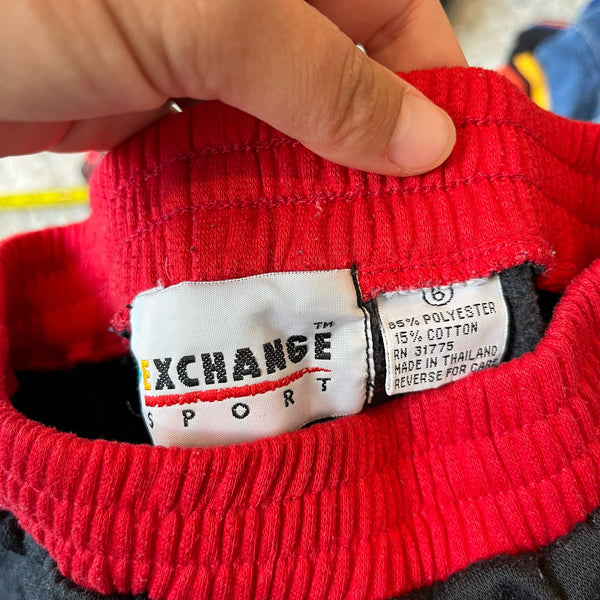 EXCHANGE™
SPORT
6
85% POLYESTER
15% COTTON
RN 31775
MADE IN THAILAND
REVERSE FOR CARE